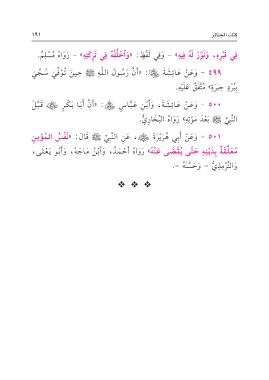 كتاب الجنائز ١٩١
فِي قَبْرِهِ، وَنَوِّرْ لَهُ فِيهِ» - وَفِي لَفْظٍ: «وَاخْلُفْهُ فِي تَرِكَتِهِ» - رَوَاهُ مُسْلِمٌ.
٤٩٩ - وَعَنْ عَائِشَةَ ﵂: «أَنَّ رَسُولَ اللَّهِ ﷺ حِينَ تُوُفِّيَ سُجِّيَ
بِبُرْدٍ حِبَرَةٍ» مُتَّفَقٌ عَلَيْهِ.
٥٠٠ - وَعَنْ عَائِشَةَ، وَابْنِ عَبَّاسٍ ﵃: «أَنَّ أَبَا بَكْرٍ ﵁ قَبَّلَ
النَّبِيَّ ﷺ بَعْدَ مَوْتِهِ» رَوَاهُ الْبُخَارِيُّ.
٥٠١ - وَعَنْ أَبِي هُرَيْرَةَ ﵁، عَنِ النَّبِيِّ ﷺ قَالَ: «نَفْسُ الْمُؤْمِنِ
مُعَلَّقَةٌ بِدَيْنِهِ حَتَّى يُقْضَى عَنْهُ» رَوَاهُ أَحْمَدُ، وَابْنُ مَاجَهْ، وَأَبُو يَعْلَى،
وَالتِّرْمِذِيُّ - وَحَسَّنَهُ -.